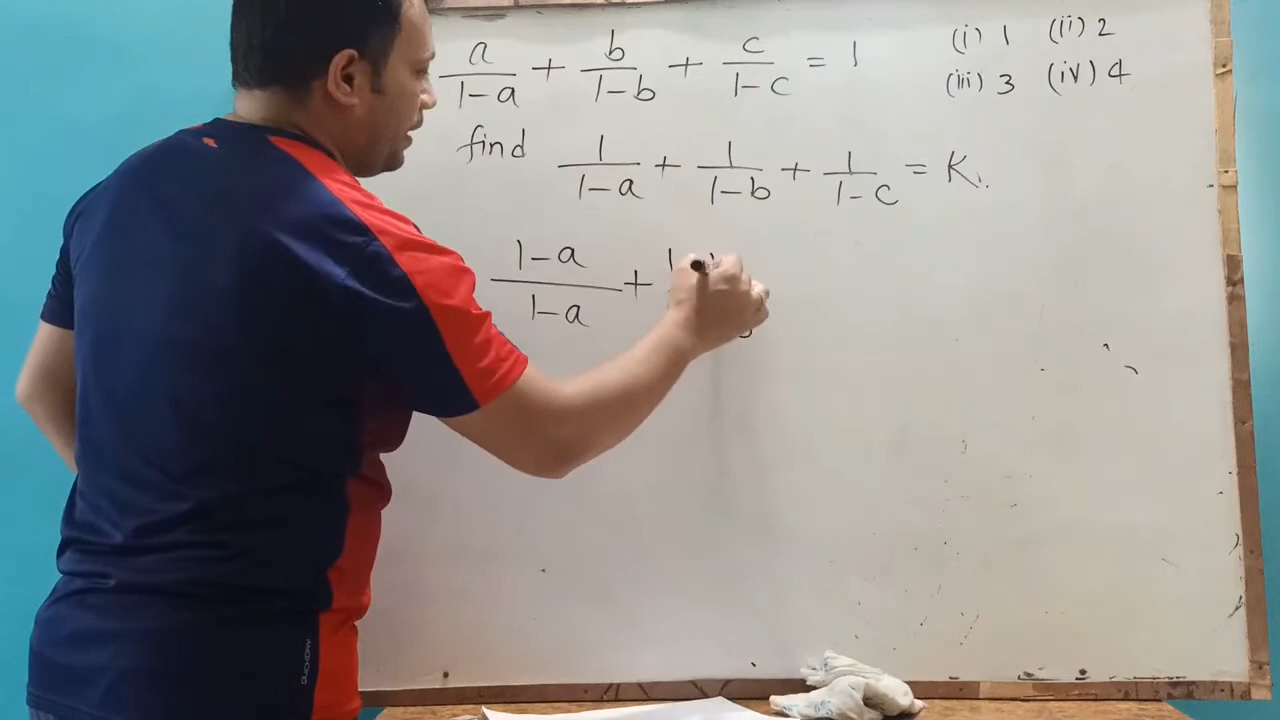 a/(1-a) + b/(1-b) + c/(1-c) = 1
(i) 1 (ii) 2
(iii) 3 (iv) 4
find 1/(1-a) + 1/(1-b) + 1/(1-c) = K.
(1-a)/(1-a) +